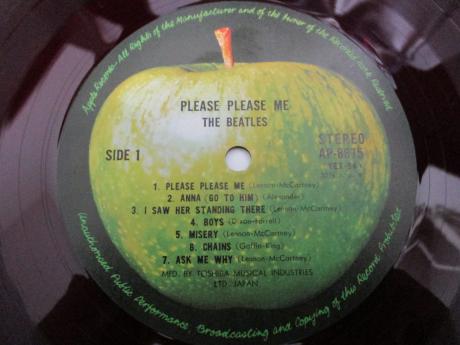 Apple Records-All Rights of the Manufacturer and of the Owner of the Recorded Work Reserved
PLEASE PLEASE ME
THE BEATLES
SIDE 1
STEREO
AP-8675
1. PLEASE PLEASE ME (Lennon-McCartney)
2. ANNA (GO TO HIM) (Alexander)
3. I SAW HER STANDING THERE (Lennon-McCartney)
4. BOYS (Dixon-Farrell)
5. MISERY (Lennon-McCartney)
6. CHAINS (Goffin-King)
7. ASK ME WHY (Lennon-McCartney)
MFD. BY TOSHIBA MUSICAL INDUSTRIES
LTD. JAPAN
Unauthorized Public Performance, Broadcasting and Copying of this Record Prohibited